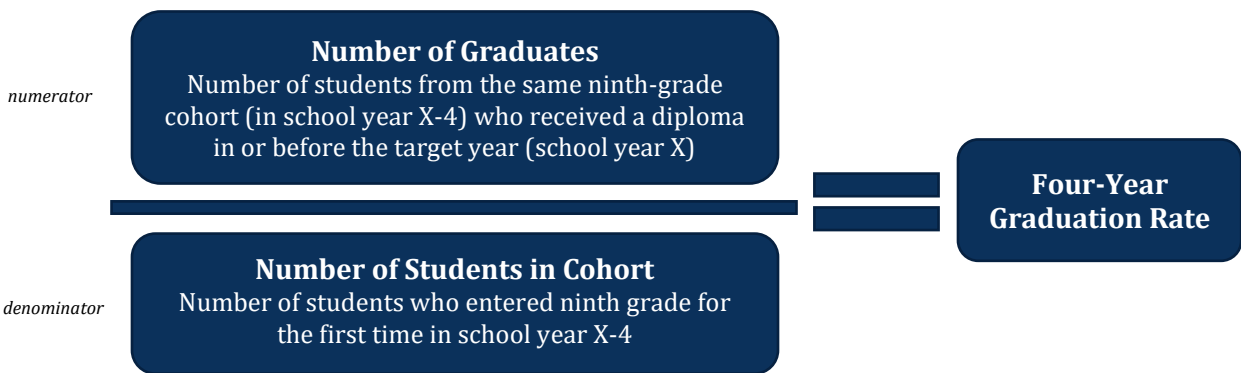 numerator
Number of Graduates
Number of students from the same ninth-grade
cohort (in school year X-4) who received a diploma
in or before the target year (school year X)
Four-Year
Graduation Rate
denominator
Number of Students in Cohort
Number of students who entered ninth grade for
the first time in school year X-4